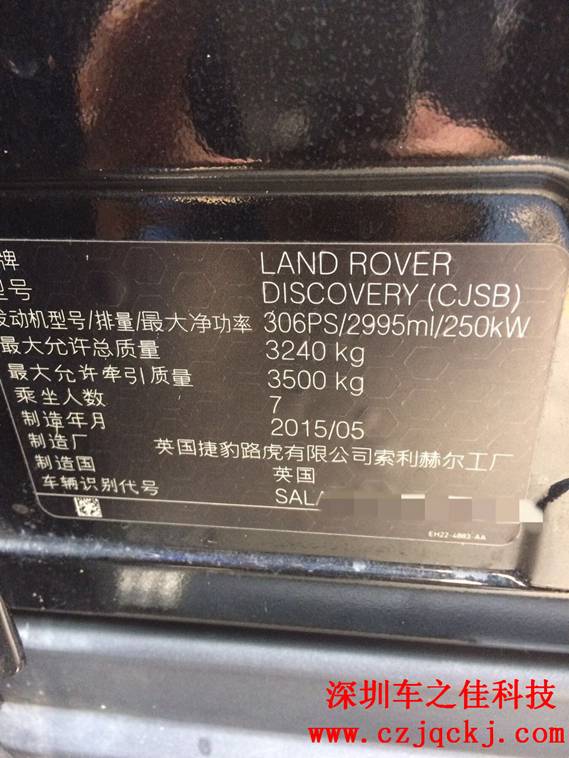 牌 LAND ROVER
型号 DISCOVERY (CJSB)
发动机型号/排量/最大净功率 306PS/2995ml/250kW
最大允许总质量 3240 kg
最大允许牵引质量 3500 kg
乘坐人数 7
制造年月 2015/05
制造厂 英国捷豹路虎有限公司索利赫尔工厂
制造国 英国
车辆识别代号 SAL
EH22-4B03-AA
深圳车之佳科技
www.czjqckj.com